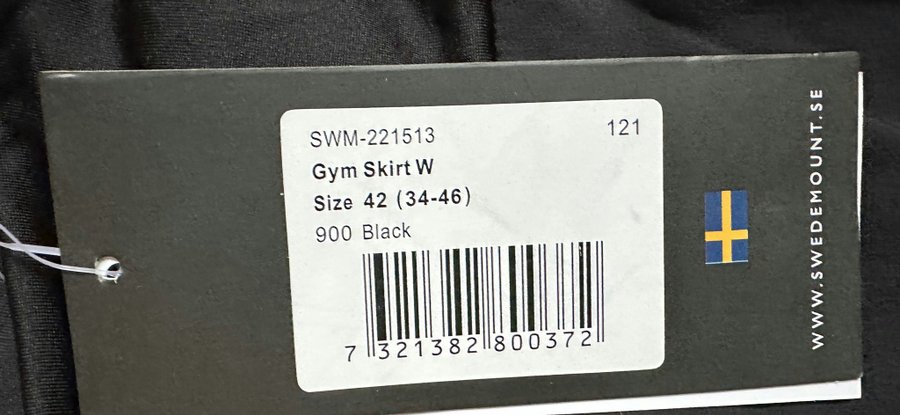 SWM-221513 121
Gym Skirt W
Size 42 (34-46)
900 Black
7 321382 800372
WWW.SWEDEMOUNT.SE